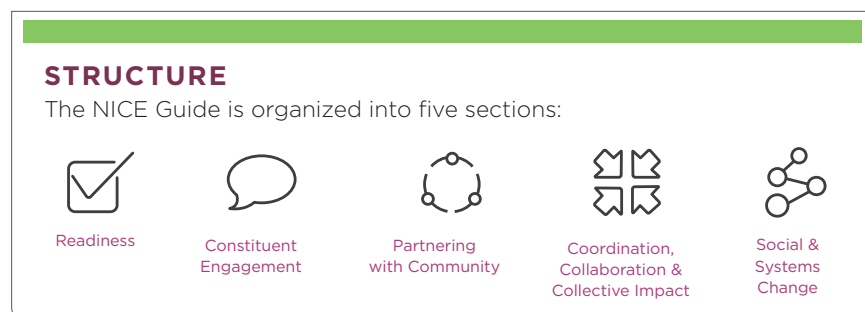 STRUCTURE
The NICE Guide is organized into five sections:
Readiness
Constituent
Engagement
Partnering
with Community
Coordination,
Collaboration &
Collective Impact
Social &
Systems
Change